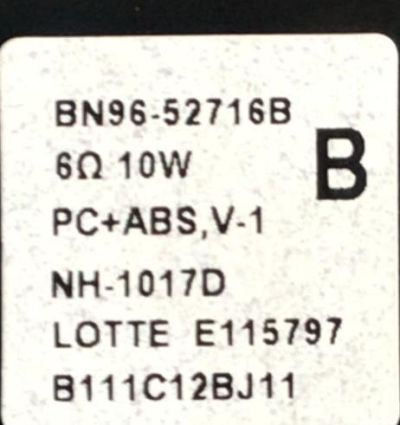 BN96-52716B
6Ω 10W
B
PC+ABS,V-1
NH-1017D
LOTTE E115797
B111C12BJ11